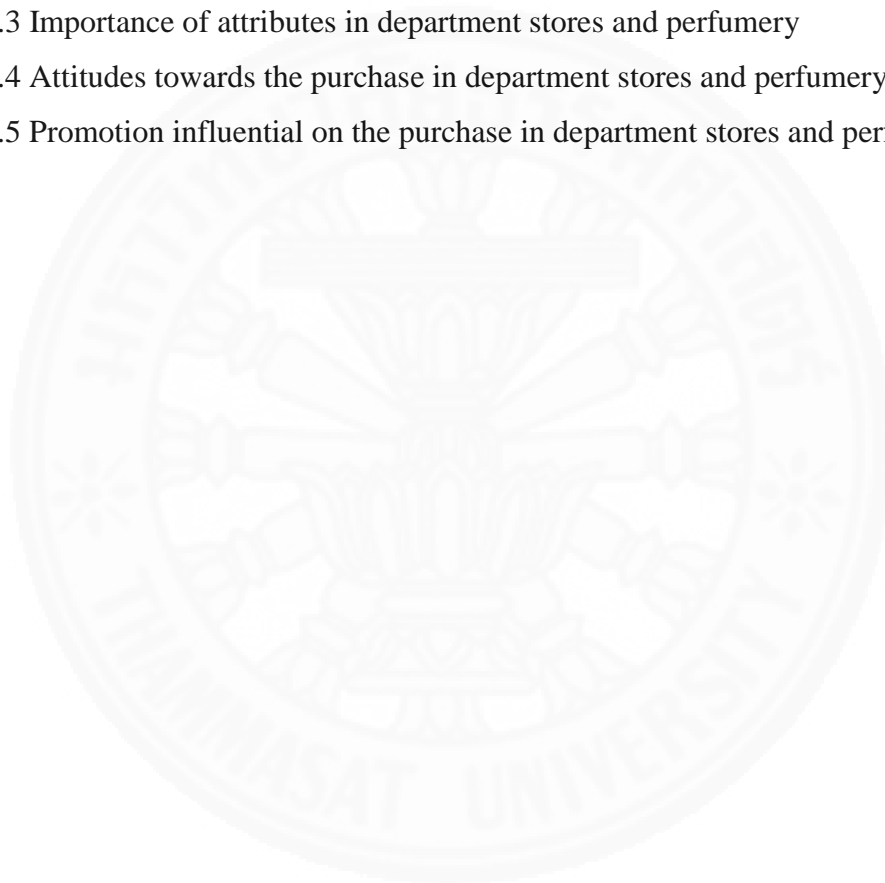 .3 Importance of attributes in department stores and perfumery
.4 Attitudes towards the purchase in department stores and perfumery
.5 Promotion influential on the purchase in department stores and
THAMMASAT UNIVERSITY